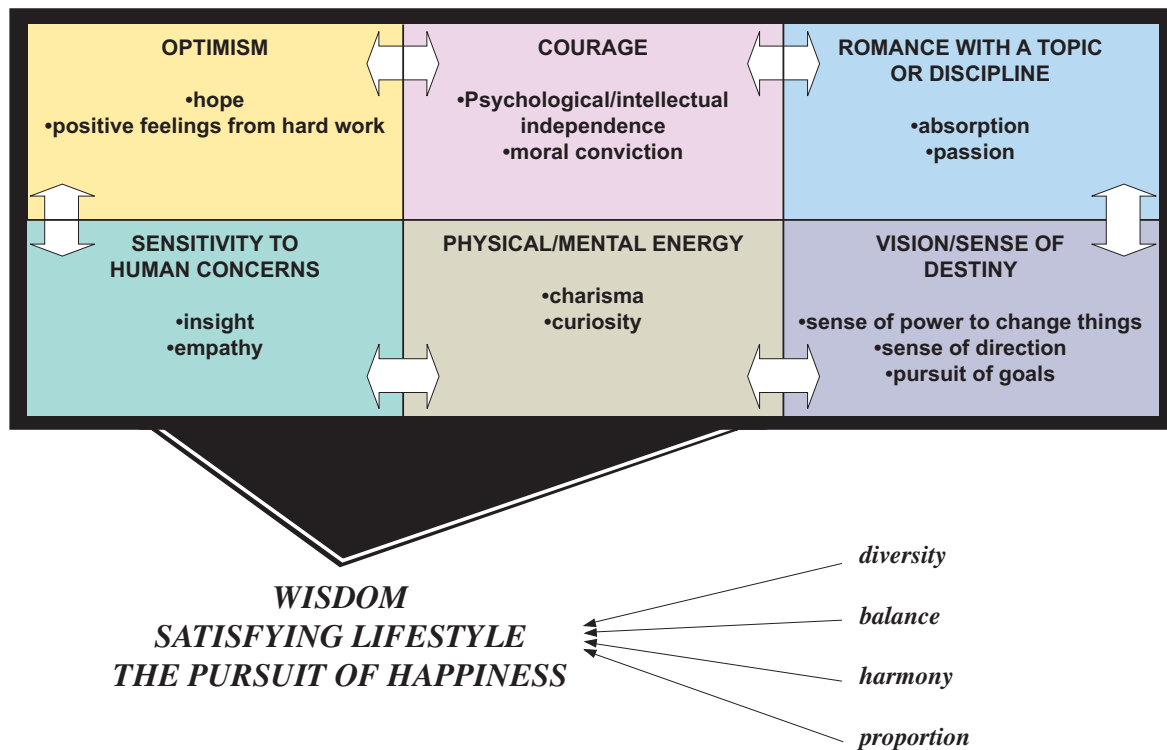 OPTIMISM
•hope
•positive feelings from hard work
COURAGE
•Psychological/intellectual
independence
•moral conviction
ROMANCE WITH A TOPIC
OR DISCIPLINE
•absorption
•passion
SENSITIVITY TO
HUMAN CONCERNS
•insight
•empathy
PHYSICAL/MENTAL ENERGY
•charisma
•curiosity
VISION/SENSE OF
DESTINY
•sense of power to change things
•sense of direction
•pursuit of goals
WISDOM
SATISFYING LIFESTYLE
THE PURSUIT OF HAPPINESS
diversity
balance
harmony
proportion